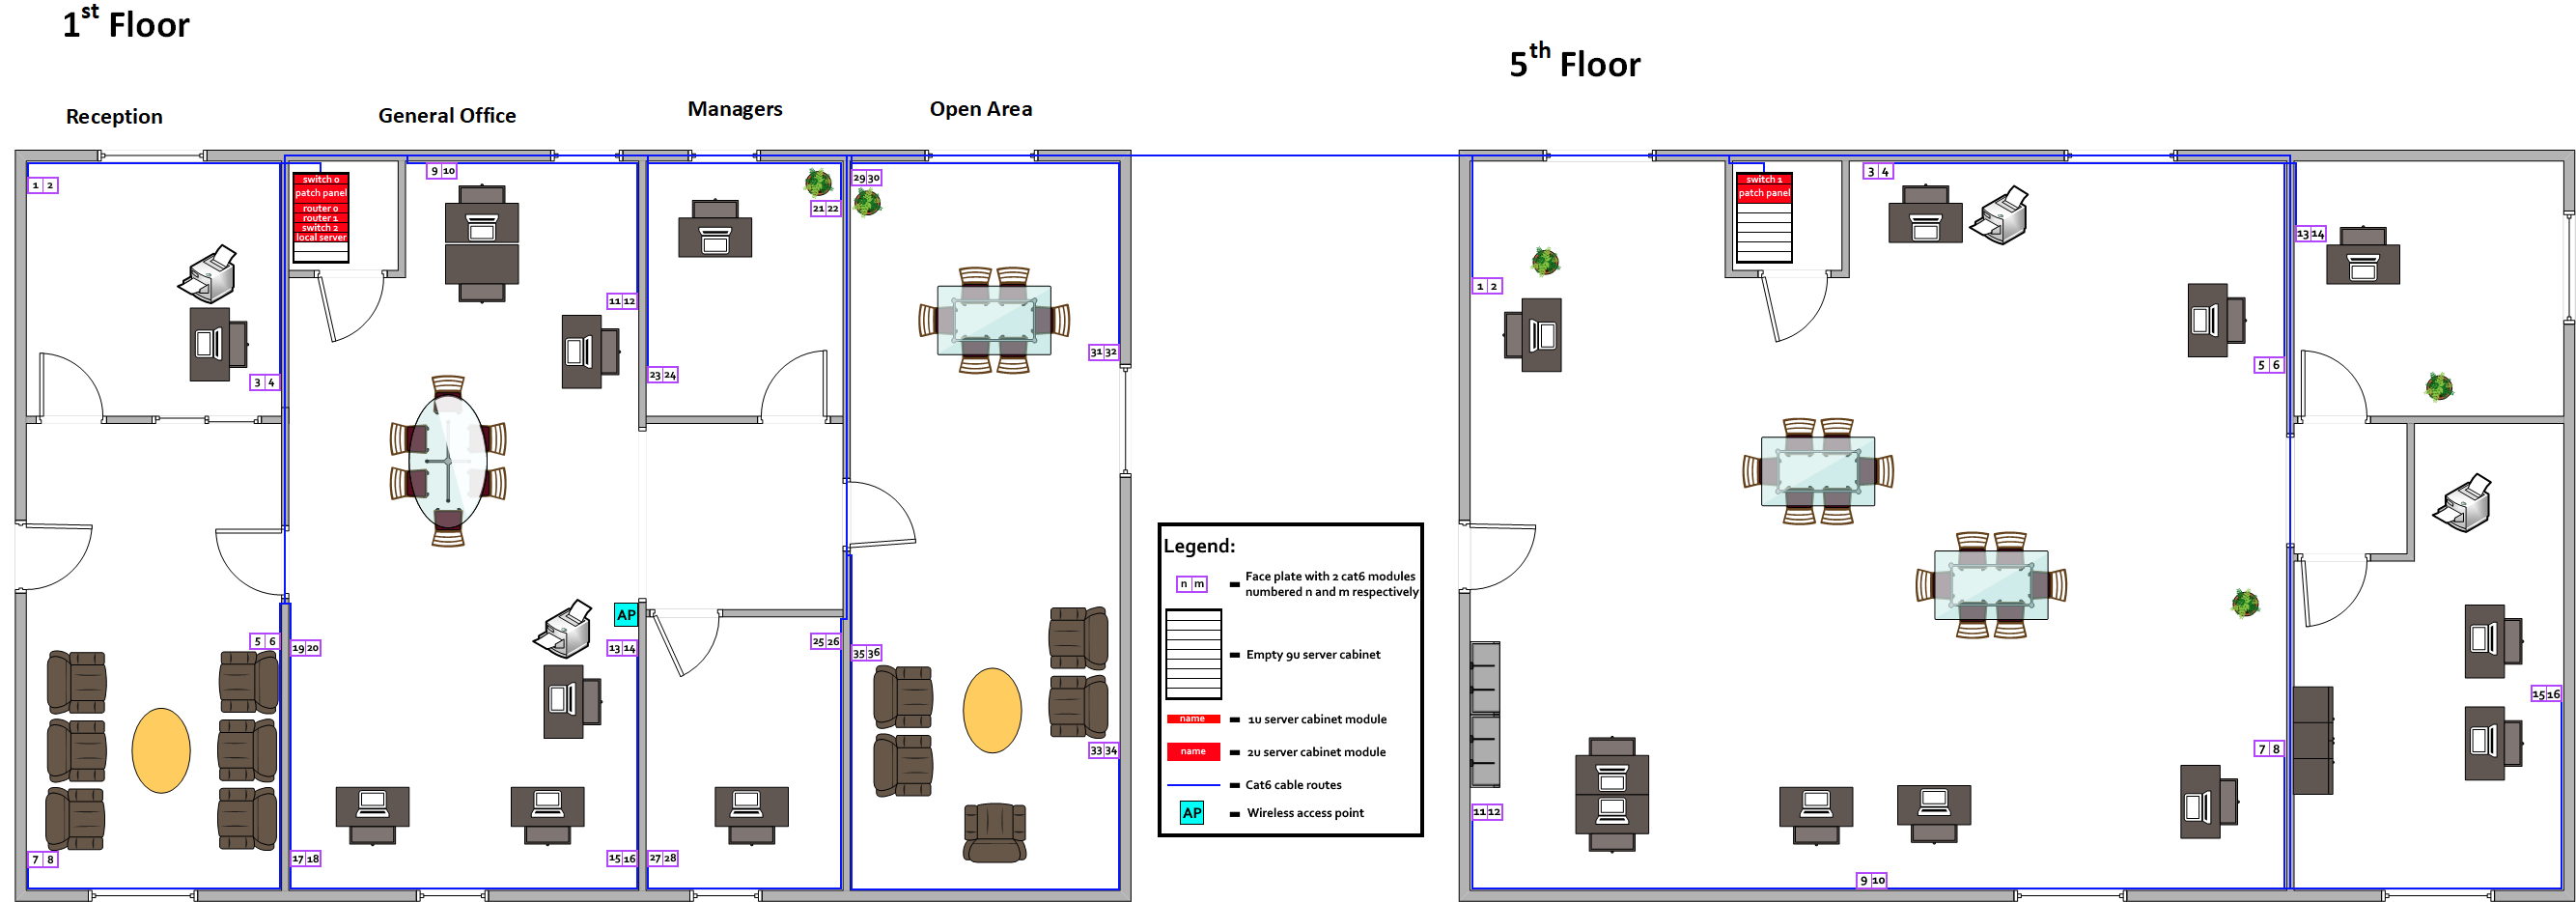 1st Floor
5th Floor
Reception
General Office
Managers
Open Area
1 2
3 4
5 6
7 8
switch 0
patch panel
router 0
router 1
switch 2
local server
9 10
11 12
AP
13 14
15 16
17 18
19 20
21 22
23 24
25 26
27 28
29 30
31 32
33 34
35 36
Legend:
n m
Face plate with 2 cat6 modules
numbered n and m respectively
Empty 9u server cabinet
name
1u server cabinet module
name
2u server cabinet module
Cat6 cable routes
AP
Wireless access point
switch 1
patch panel
1 2
3 4
5 6
7 8
9 10
11 12
13 14
15 16